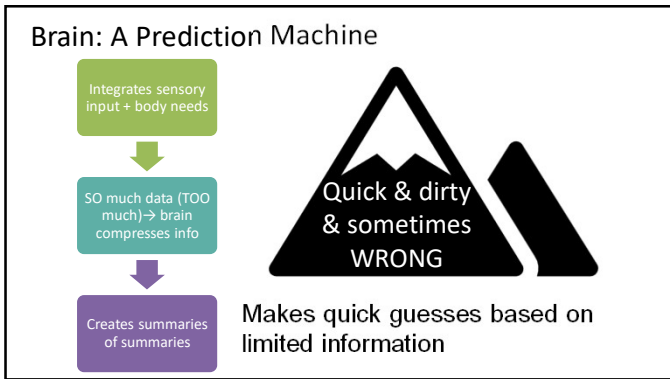 Brain: A Prediction Machine
Integrates sensory
input + body needs
SO much data (TOO
much)→ brain
compresses info
Creates summaries
of summaries
Quick & dirty
& sometimes
WRONG
Makes quick guesses based on
limited information